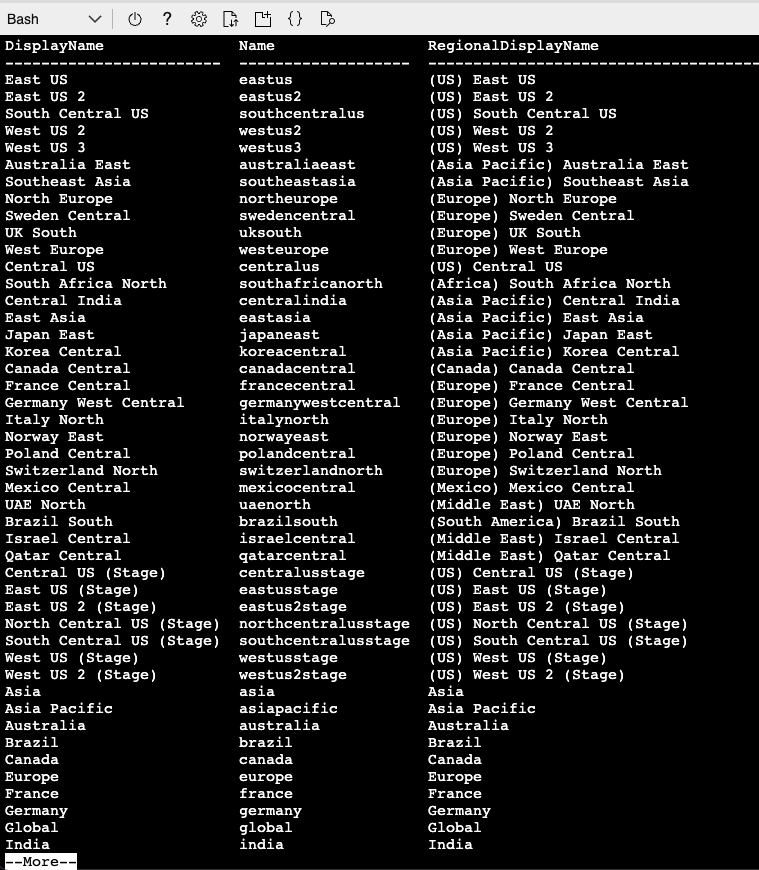 Bash
DisplayName Name RegionalDisplayName
----------------------- ------------------- -------------------------------------
East US eastus (US) East US
East US 2 eastus2 (US) East US 2
South Central US southcentralus (US) South Central US
West US 2 westus2 (US) West US 2
West US 3 westus3 (US) West US 3
Australia East australiaeast (Asia Pacific) Australia East
Southeast Asia southeastasia (Asia Pacific) Southeast Asia
North Europe northeurope (Europe) North Europe
Sweden Central swedencentral (Europe) Sweden Central
UK South uksouth (Europe) UK South
West Europe westeurope (Europe) West Europe
Central US centralus (US) Central US
South Africa North southafricanorth (Africa) South Africa North
Central India centralindia (Asia Pacific) Central India
East Asia eastasia (Asia Pacific) East Asia
Japan East japaneast (Asia Pacific) Japan East
Korea Central koreacentral (Asia Pacific) Korea Central
Canada Central canadacentral (Canada) Canada Central
France Central francecentral (Europe) France Central
Germany West Central germanywestcentral (Europe) Germany West Central
Italy North italynorth (Europe) Italy North
Norway East norwayeast (Europe) Norway East
Poland Central polandcentral (Europe) Poland Central
Switzerland North switzerlandnorth (Europe) Switzerland North
Mexico Central mexicocentral (Mexico) Mexico Central
UAE North uaenorth (Middle East) UAE North
Brazil South brazilsouth (South America) Brazil South
Israel Central israelcentral (Middle East) Israel Central
Qatar Central qatarcentral (Middle East) Qatar Central
Central US (Stage) centralusstage (US) Central US (Stage)
East US (Stage) eastusstage (US) East US (Stage)
East US 2 (Stage) eastus2stage (US) East US 2 (Stage)
North Central US (Stage) northcentralusstage (US) North Central US (Stage)
South Central US (Stage) southcentralusstage (US) South Central US (Stage)
West US (Stage) westusstage (US) West US (Stage)
West US 2 (Stage) westus2stage (US) West US 2 (Stage)
Asia asia Asia
Asia Pacific asiapacific Asia Pacific
Australia australia Australia
Brazil brazil Brazil
Canada canada Canada
Europe europe Europe
France france France
Germany germany Germany
Global global Global
India india India
--More--